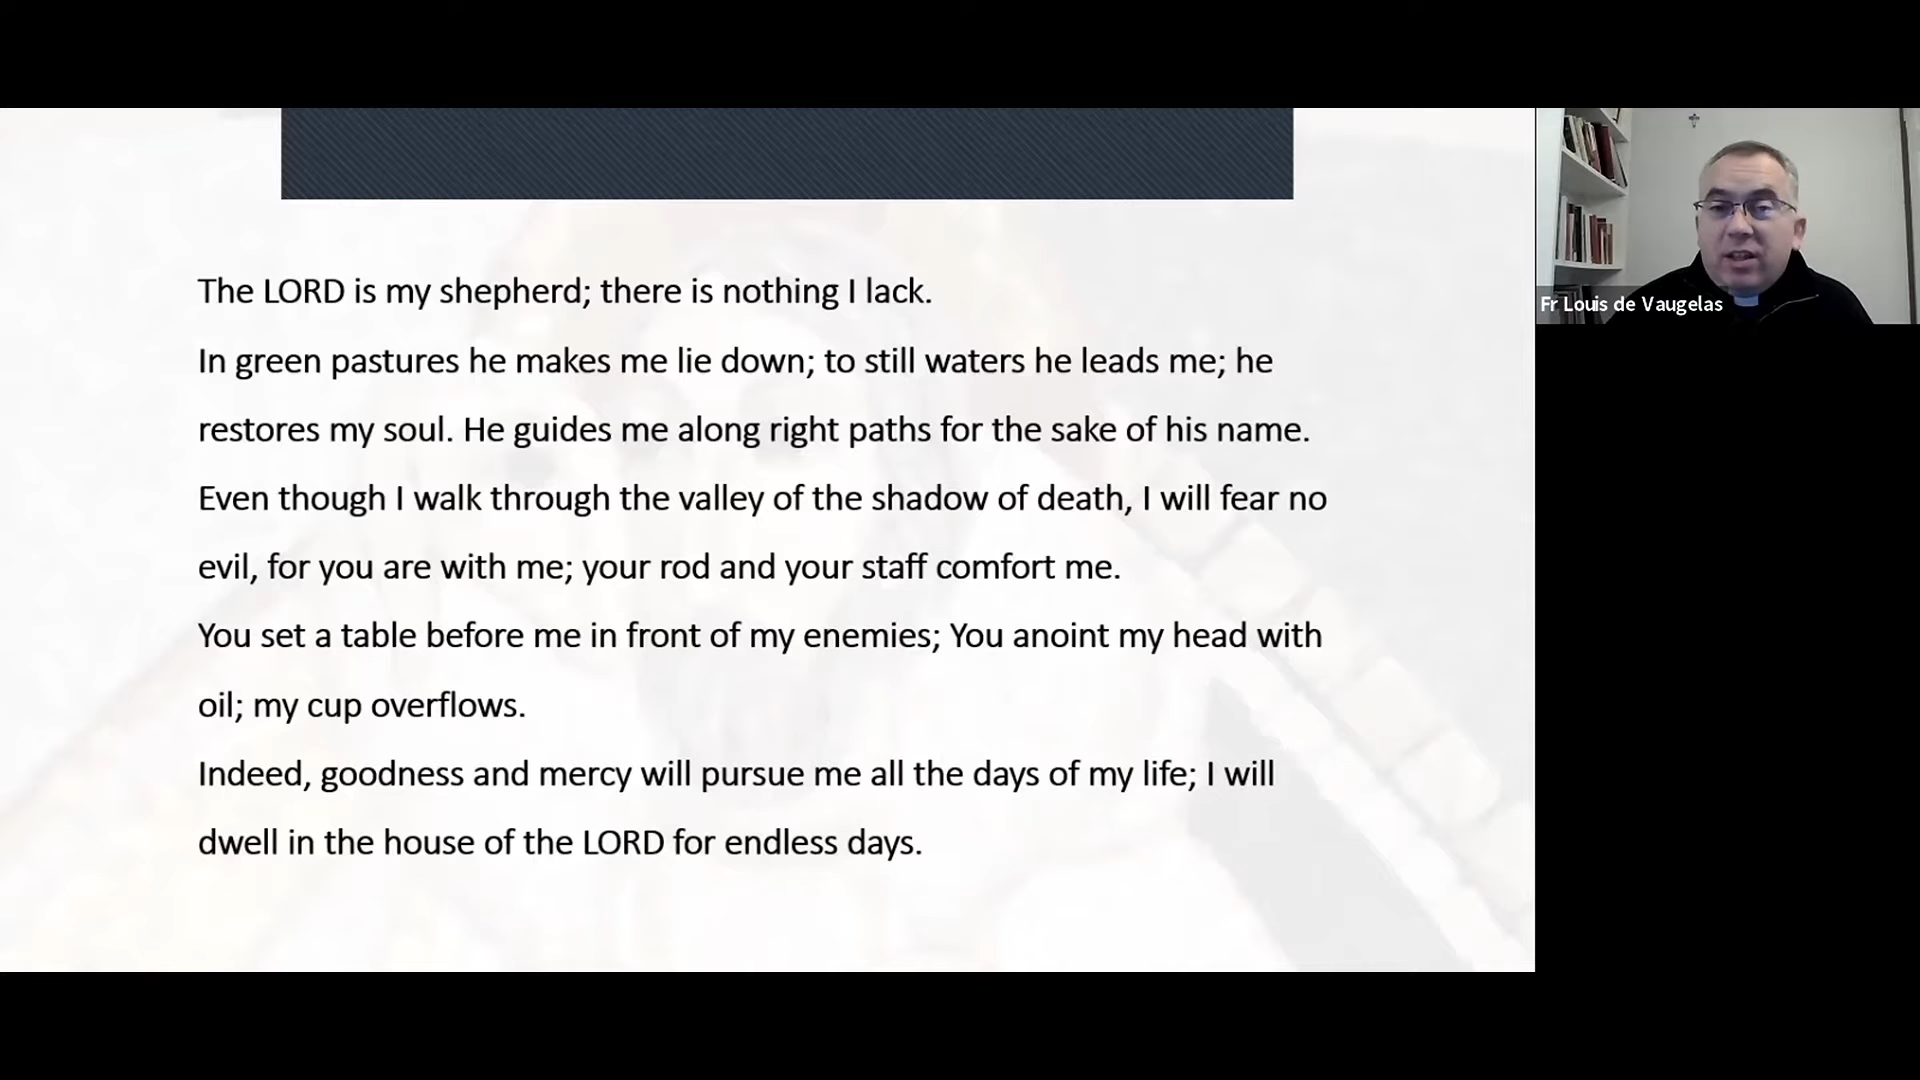 The LORD is my shepherd; there is nothing I lack.
In green pastures he makes me lie down; to still waters he leads me; he
restores my soul. He guides me along right paths for the sake of his name.
Even though I walk through the valley of the shadow of death, I will fear no
evil, for you are with me; your rod and your staff comfort me.
You set a table before me in front of my enemies; You anoint my head with
oil; my cup overflows.
Indeed, goodness and mercy will pursue me all the days of my life; I will
dwell in the house of the LORD for endless days.
Fr Louis de Vaugelas